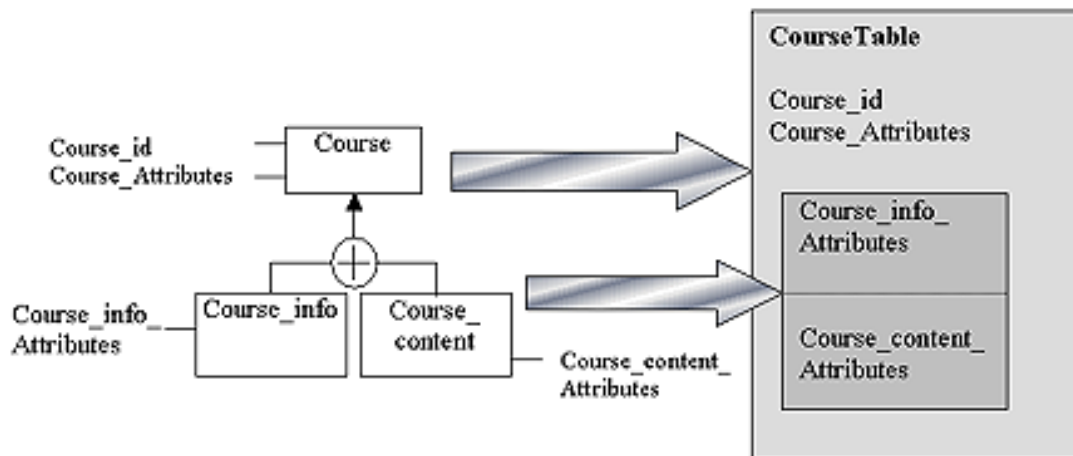 Course_id
Course_Attributes
Course
Course_info_
Attributes
Course_info
Course_
content
Course_content_
Attributes
CourseTable
Course_id
Course_Attributes
Course_info_
Attributes
Course_content_
Attributes